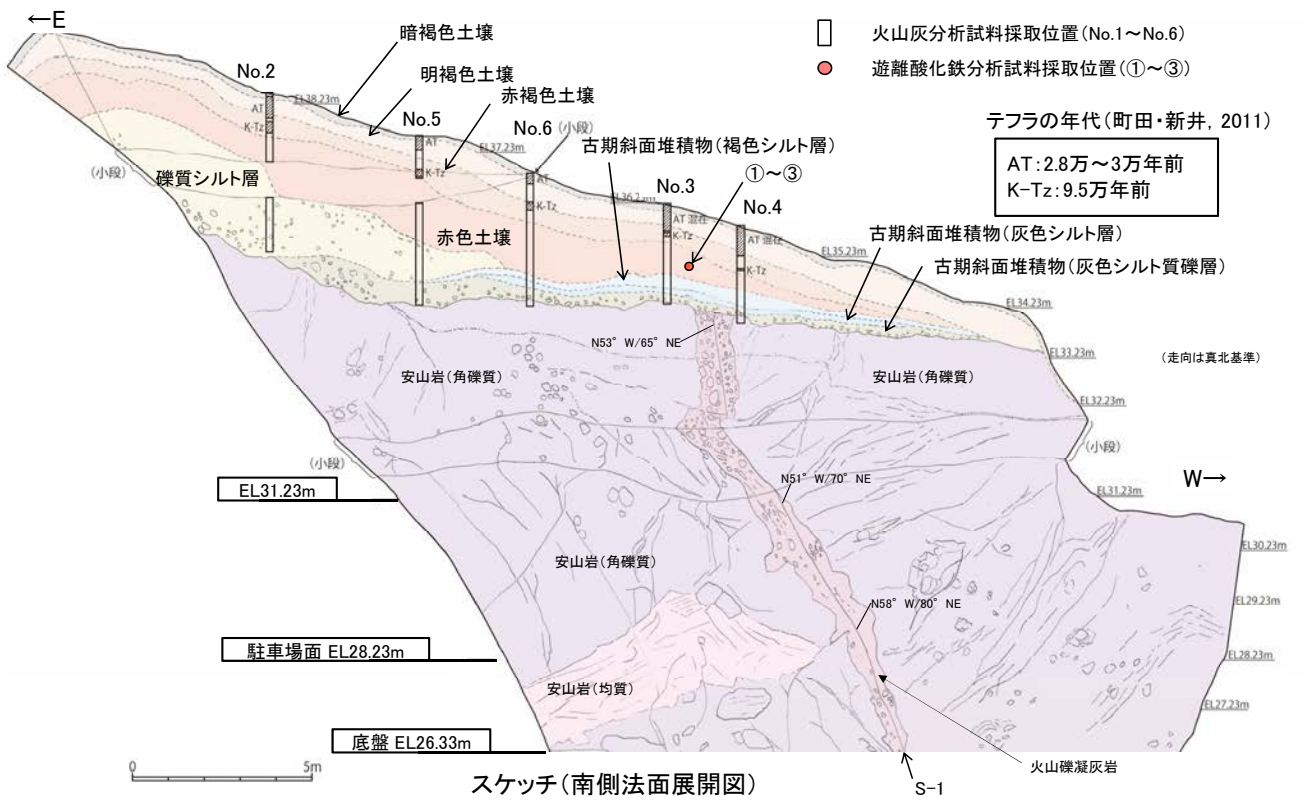 ←E
暗褐色土壌
火山灰分析試料採取位置(No.1～No.6)
遊離酸化鉄分析試料採取位置(①～③)
No.2
明褐色土壌
赤褐色土壌
EL38.23m
AT
K-Tz
No.5
AT
K-Tz
EL37.23m
No.6
(小段)
AT
K-Tz
テフラの年代(町田・新井, 2011)
AT:2.8万～3万年前
K-Tz:9.5万年前
古期斜面堆積物(褐色シルト層)
①～③
(小段)
礫質シルト層
No.3
AT 混在
K-Tz
No.4
AT 混在
K-Tz
EL35.23m
古期斜面堆積物(灰色シルト層)
赤色土壌
古期斜面堆積物(灰色シルト質礫層)
EL34.23m
N53° W/65° NE
EL33.23m
(走向は真北基準)
安山岩(角礫質)
安山岩(角礫質)
EL32.23m
(小段)
(小段)
EL31.23m
N51° W/70° NE
W→
EL31.23m
EL30.23m
安山岩(角礫質)
EL29.23m
N58° W/80° NE
駐車場面 EL28.23m
EL28.23m
安山岩(均質)
EL27.23m
底盤 EL26.33m
火山礫凝灰岩
0
5m
スケッチ(南側法面展開図)
S-1